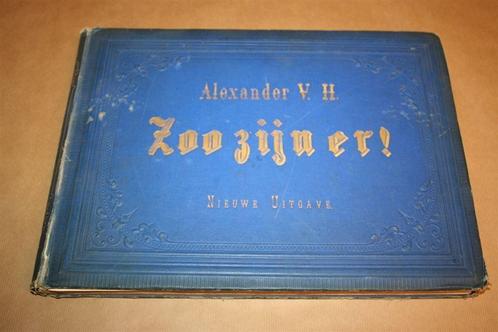 Alexander V. H.
Zoo zijn er!
Nieuwe Uitgave.